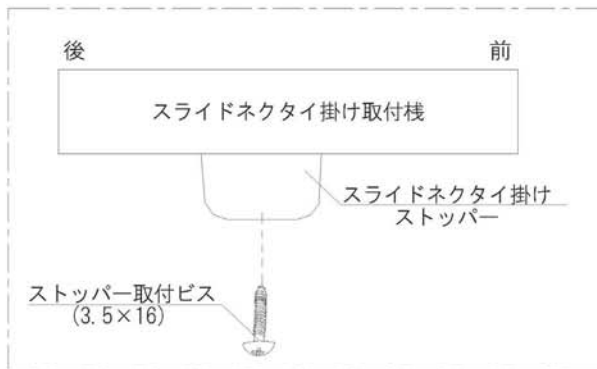 後 前
スライドネクタイ掛け取付桟
スライドネクタイ掛け
ストッパー
ストッパー取付ビス
(3.5×16)